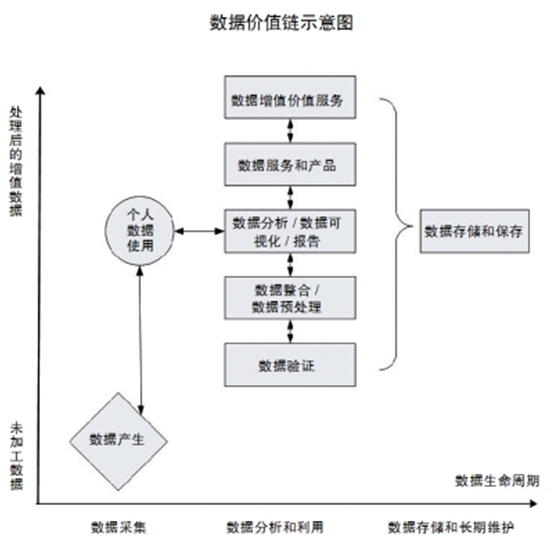 数据价值链示意图
处理后的增值数据
数据增值价值服务
数据服务和产品
个人
数据
使用
数据分析 / 数据可
视化 / 报告
数据存储和保存
数据整合 /
数据预处理
数据验证
未加工数据
数据产生
数据生命周期
数据采集
数据分析和利用
数据存储和长期维护